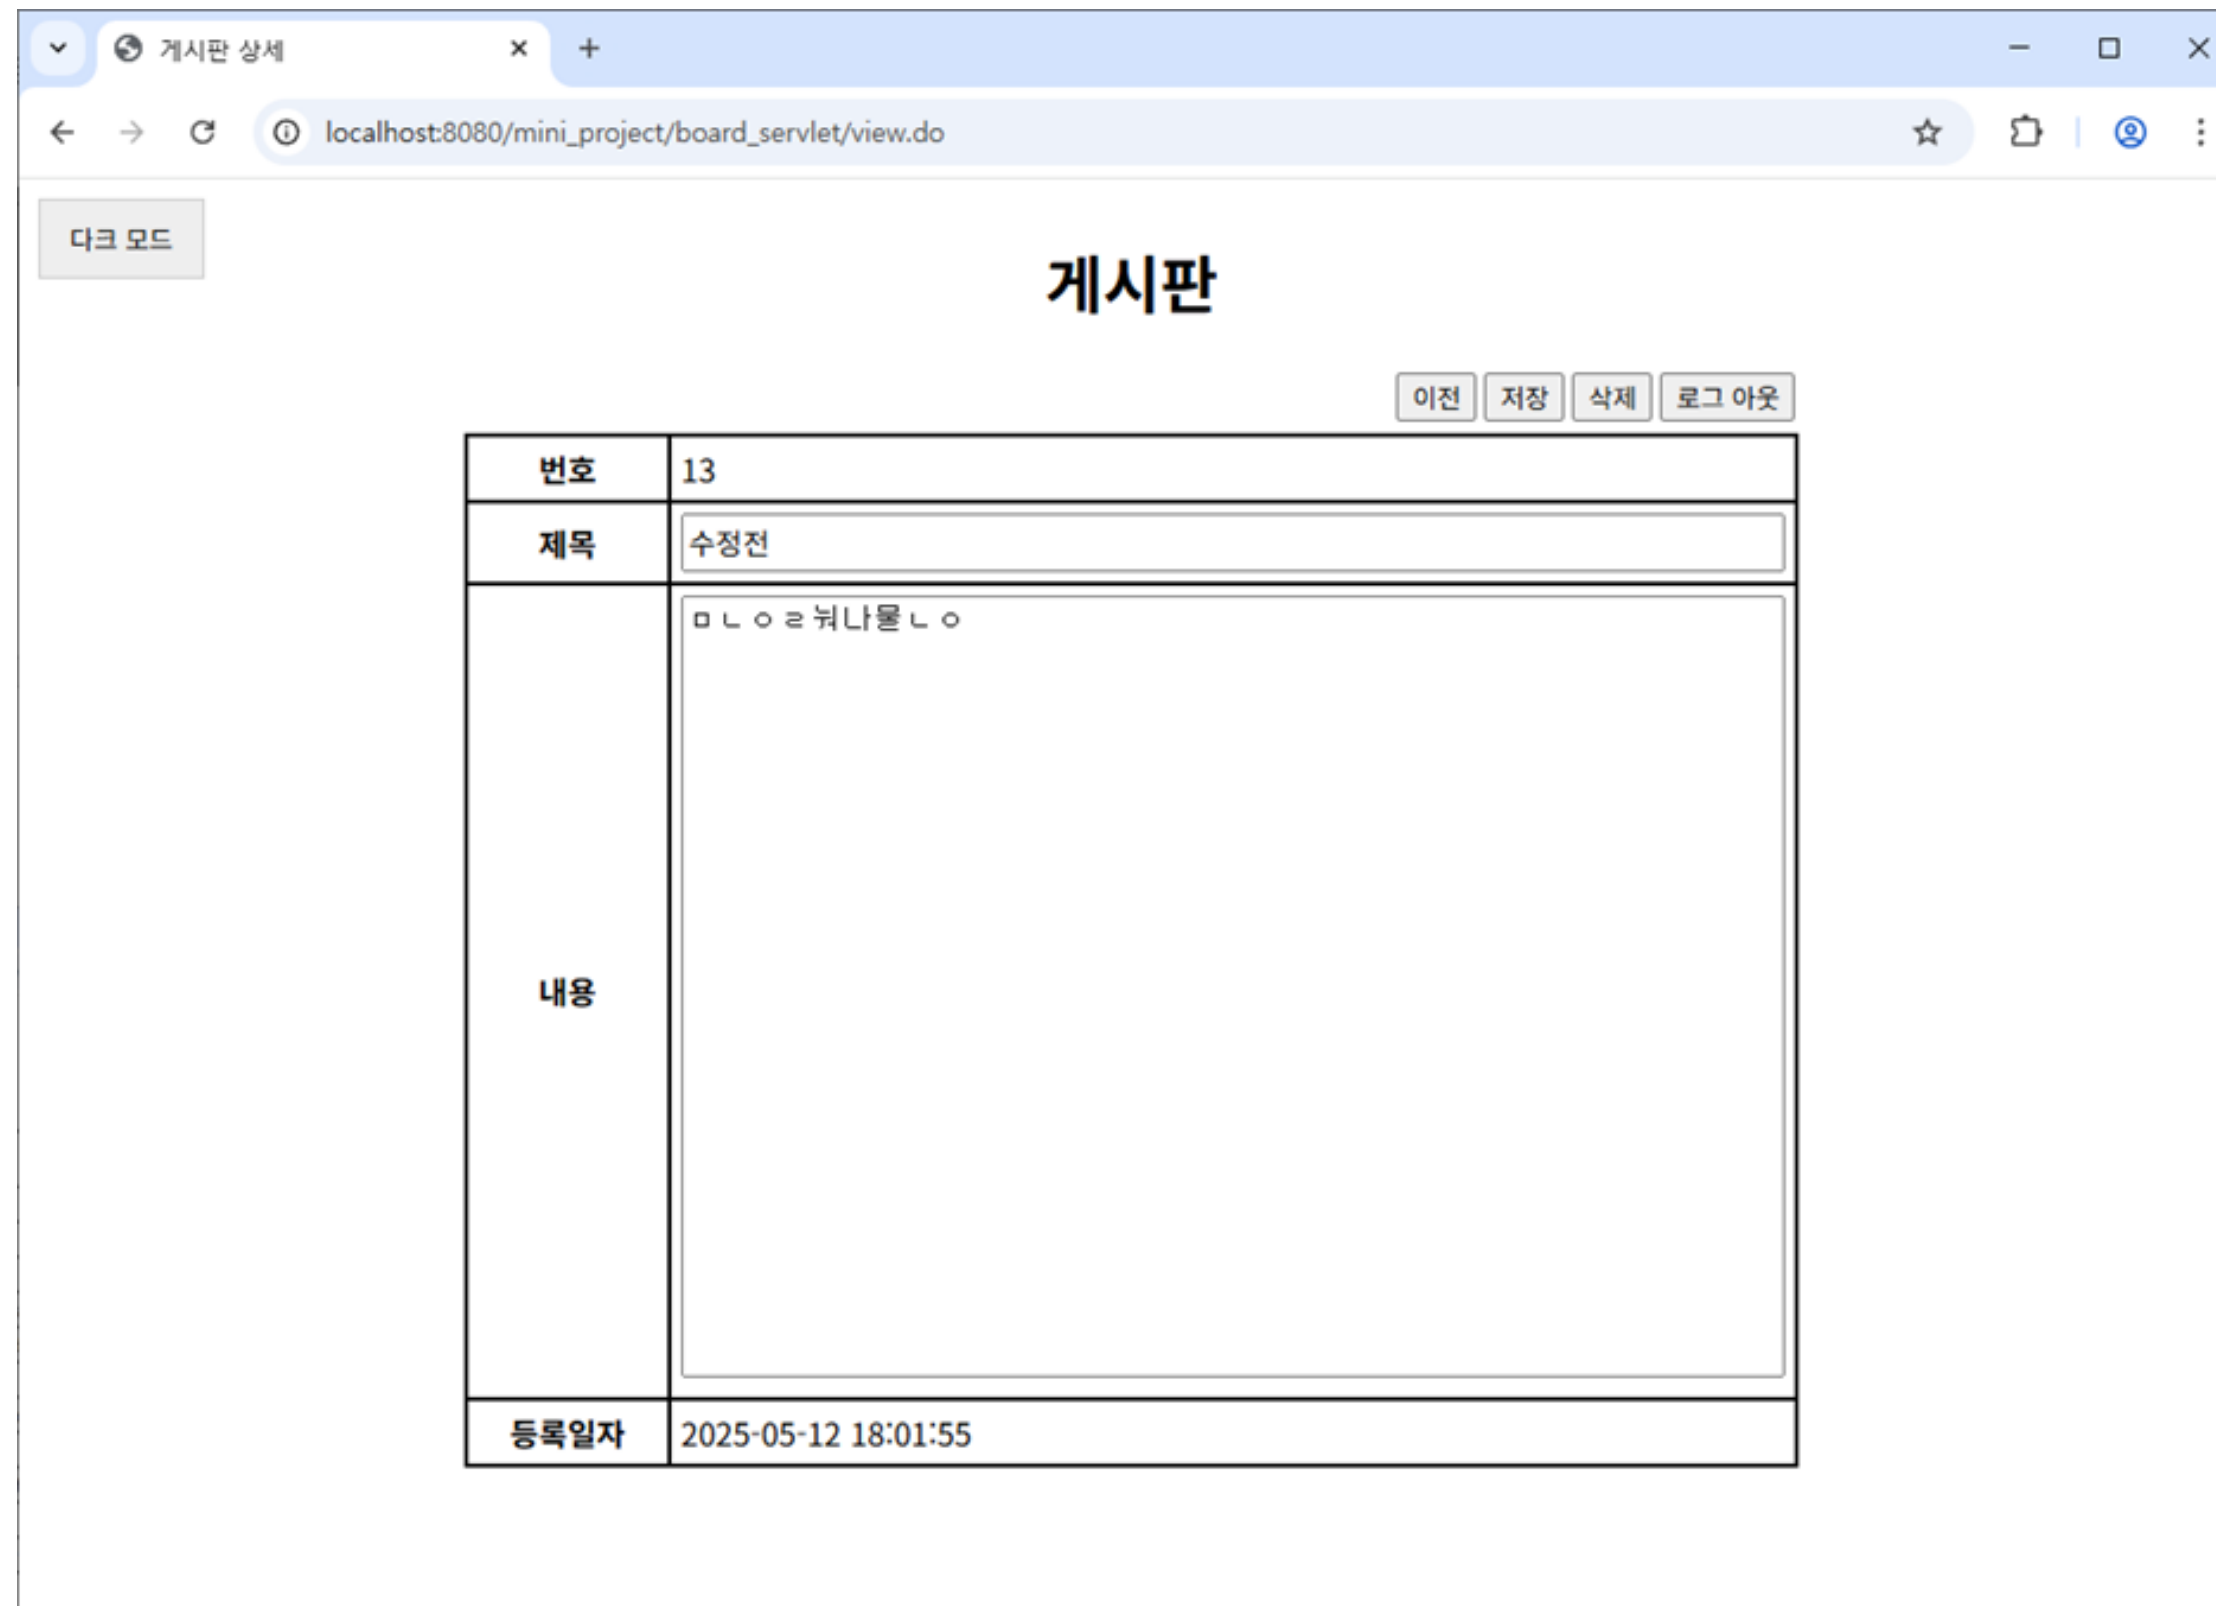 게시판 상세
localhost:8080/mini_project/board_servlet/view.do
다크 모드
게시판
이전 저장 삭제 로그 아웃
번호 13
제목 수정전
내용 ㅁㄴㅇㄹ눠나물ㄴㅇ
등록일자 2025-05-12 18:01:55